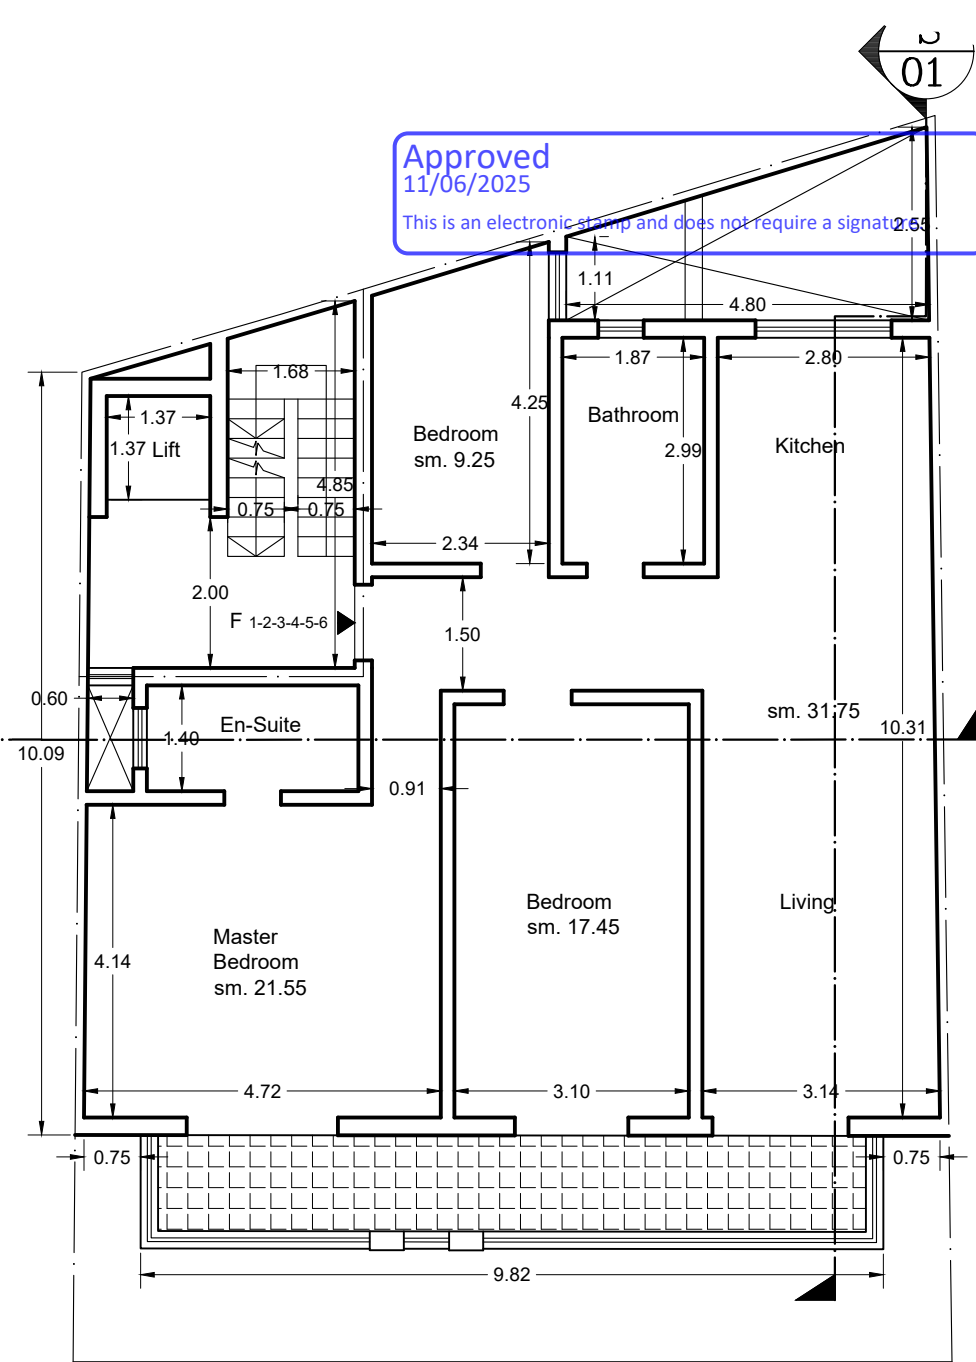 01
Approved
11/06/2025
This is an electronic stamp and does not require a signature.
2.55
1.11
4.80
1.68
1.87
2.80
1.37
4.25
Bathroom
Bedroom
sm. 9.25
1.37 Lift
2.99
Kitchen
4.85
0.75
0.75
2.34
2.00
F 1-2-3-4-5-6
1.50
0.60
En-Suite
sm. 31.75
1.40
10.09
10.31
0.91
Bedroom
sm. 17.45
Living
Master
Bedroom
sm. 21.55
4.14
4.72
3.10
3.14
0.75
0.75
9.82